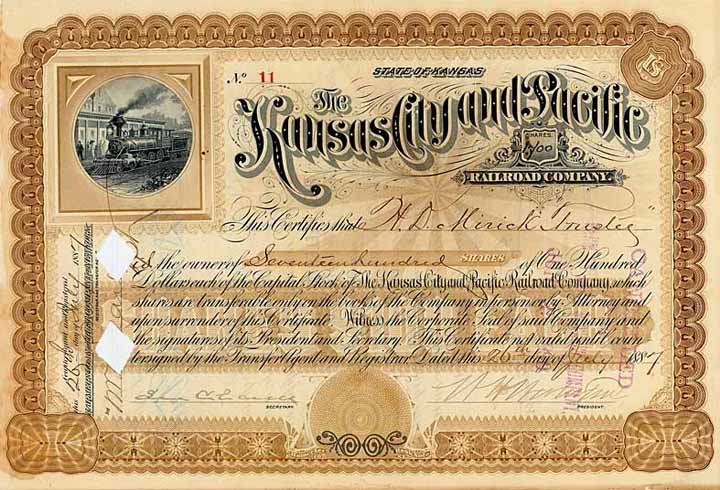 No 11
STATE OF KANSAS
The
Kansas City and Pacific
SHARES
1700
RAILROAD COMPANY.
This Certifies that H. D. Mirick Trustee
the owner of Seventeen hundred SHARES of One Hundred
Dollars each of the Capital Stock of The Kansas City and Pacific Railroad Company, which
shares are transferable only on the books of the Company in person or by Attorney and
upon surrender of this Certificate. Witness the Corporate Seal of said Company and
the signatures of its President and Secretary. This Certificate not valid until coun
tersigned by the Transfer Agent and Registrar. Dated this 26th day of July 1887
SECRETARY.
PRESIDENT.